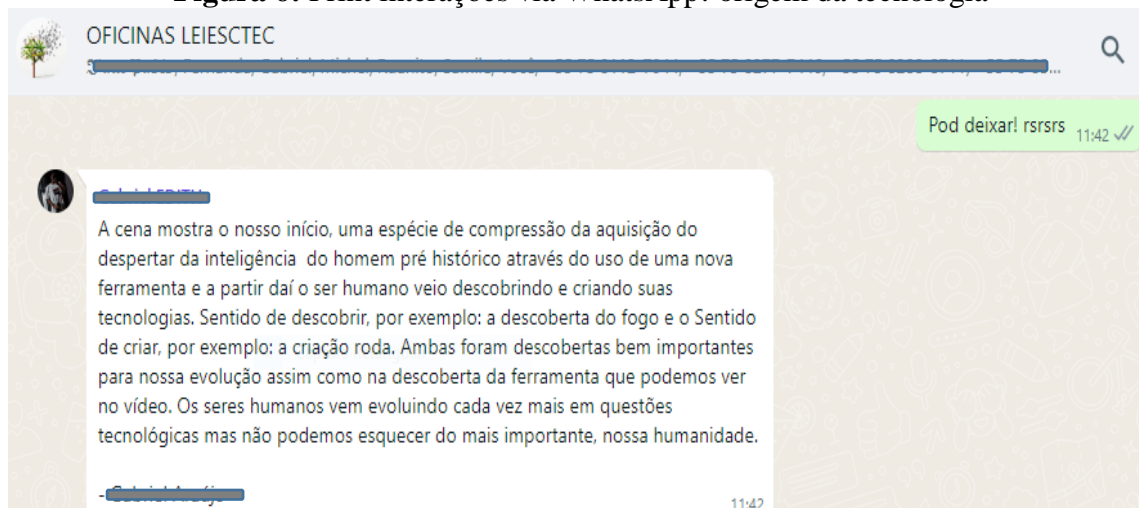 Print interações via WhatsApp: origem da tecnologia
OFICINAS LEIESCTEC
Pod deixar! rsrsrs 11:42
A cena mostra o nosso início, uma espécie de compressão da aquisição do
despertar da inteligência do homem pré histórico através do uso de uma nova
ferramenta e a partir daí o ser humano veio descobrindo e criando suas
tecnologias. Sentido de descobrir, por exemplo: a descoberta do fogo e o Sentido
de criar, por exemplo: a criação roda. Ambas foram descobertas bem importantes
para nossa evolução assim como na descoberta da ferramenta que podemos ver
no vídeo. Os seres humanos vem evoluindo cada vez mais em questões
tecnológicas mas não podemos esquecer do mais importante, nossa humanidade.
-
11:42